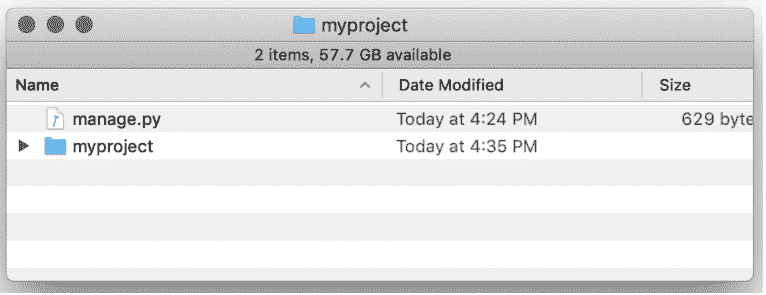 myproject
2 items, 57.7 GB available
Name Date Modified Size
manage.py Today at 4:24 PM 629 byte
myproject Today at 4:35 PM